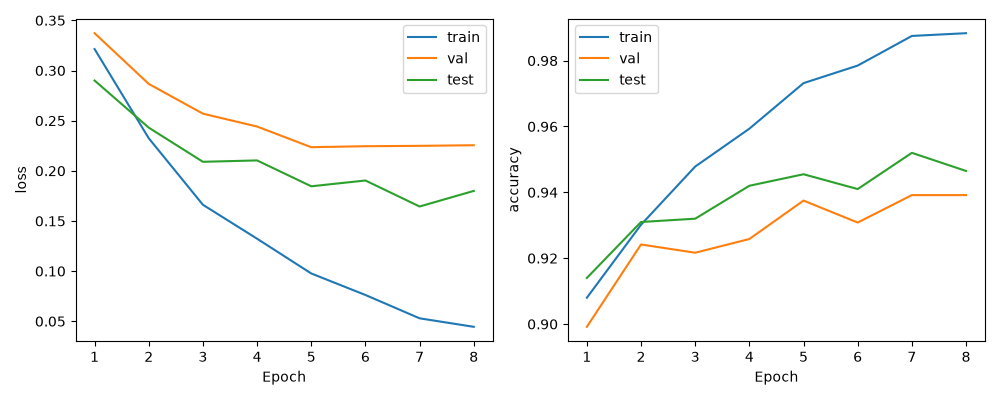 0.35
0.30
0.25
0.20
0.15
0.10
0.05
loss
1 2 3 4 5 6 7 8
Epoch
train
val
test
0.98
0.96
0.94
0.92
0.90
accuracy
1 2 3 4 5 6 7 8
Epoch
train
val
test